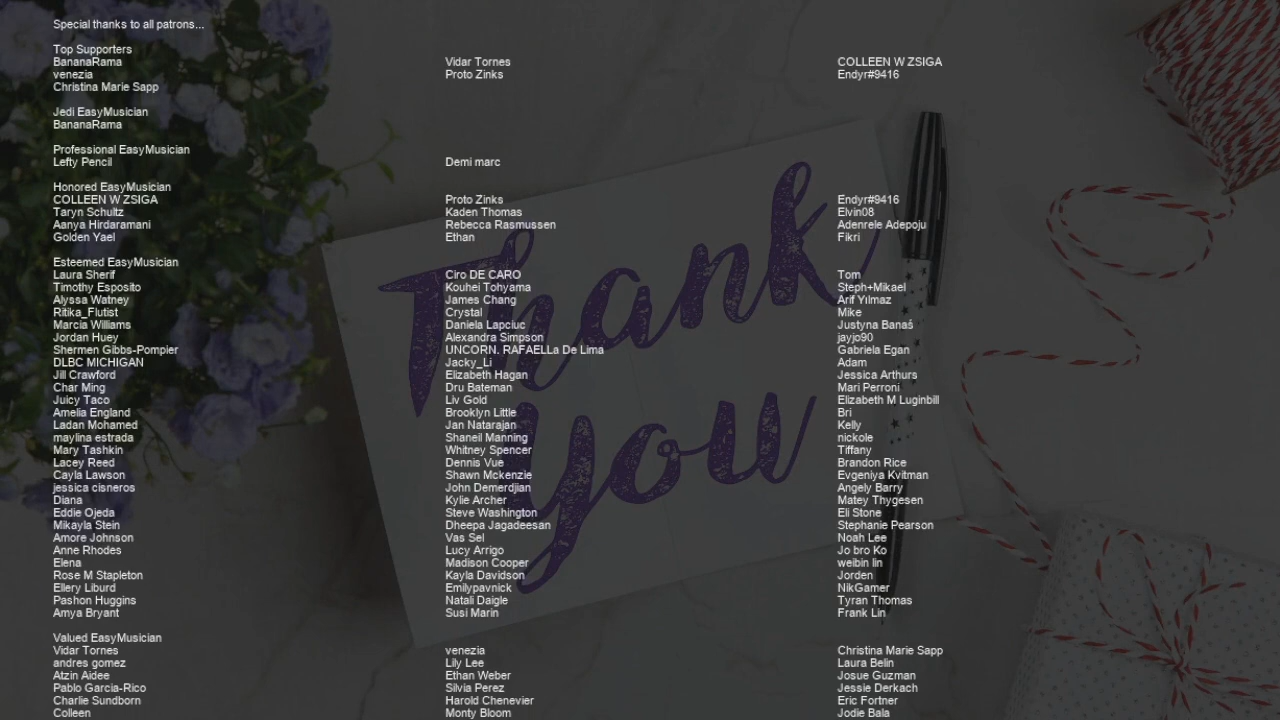 Special thanks to all patrons...
Top Supporters
BananaRama Vidar Tornes COLLEEN W ZSIGA
venezia Proto Zinks Endyr#9416
Christina Marie Sapp
Jedi EasyMusician
BananaRama
Professional EasyMusician
Lefty Pencil Demi marc
Honored EasyMusician
COLLEEN W ZSIGA Proto Zinks Endyr#9416
Taryn Schultz Kaden Thomas Elvin08
Aanya Hirdaramani Rebecca Rasmussen Adenrele Adepoju
Golden Yael Ethan Fikri
Esteemed EasyMusician
Laura Sherif Ciro DE CARO Tom
Timothy Esposito Kouhei Tohyama Steph+Mikael
Alyssa Watney James Chang Arif Yılmaz
Ritika_Flutist Crystal Mike
Marcia Williams Daniela Lapciuc Justyna Banaś
Jordan Huey Alexandra Simpson jayjo90
Shermen Gibbs-Pompier UNCORN. RAFAELLa De Lima Gabriela Egan
DLBC MICHIGAN Jacky_Li Adam
Jill Crawford Elizabeth Hagan Jessica Arthurs
Char Ming Dru Bateman Mari Perroni
Juicy Taco Liv Gold Elizabeth M Luginbill
Amelia England Brooklyn Little Bri
Ladan Mohamed Jan Natarajan Kelly
maylina estrada Shaneil Manning nickole
Mary Tashkin Whitney Spencer Tiffany
Lacey Reed Dennis Vue Brandon Rice
Cayla Lawson Shawn Mckenzie Evgeniya Kvitman
jessica cisneros John Demerdjian Angely Barry
Diana Kylie Archer Matey Thygesen
Eddie Ojeda Steve Washington Eli Stone
Mikayla Stein Dheepa Jagadeesan Stephanie Pearson
Amore Johnson Vas Sel Noah Lee
Anne Rhodes Lucy Arrigo Jo bro Ko
Elena Madison Cooper weibin lin
Rose M Stapleton Kayla Davidson Jorden
Ellery Liburd Emilypavnick NikGamer
Pashon Huggins Natali Daigle Tyran Thomas
Amya Bryant Susi Marin Frank Lin
Valued EasyMusician
Vidar Tornes venezia Christina Marie Sapp
andres gomez Lily Lee Laura Belin
Atzin Aidee Ethan Weber Josue Guzman
Pablo Garcia-Rico Silvia Perez Jessie Derkach
Charlie Sundborn Harold Chenevier Eric Fortner
Colleen Monty Bloom Jodie Bala
Thank
you